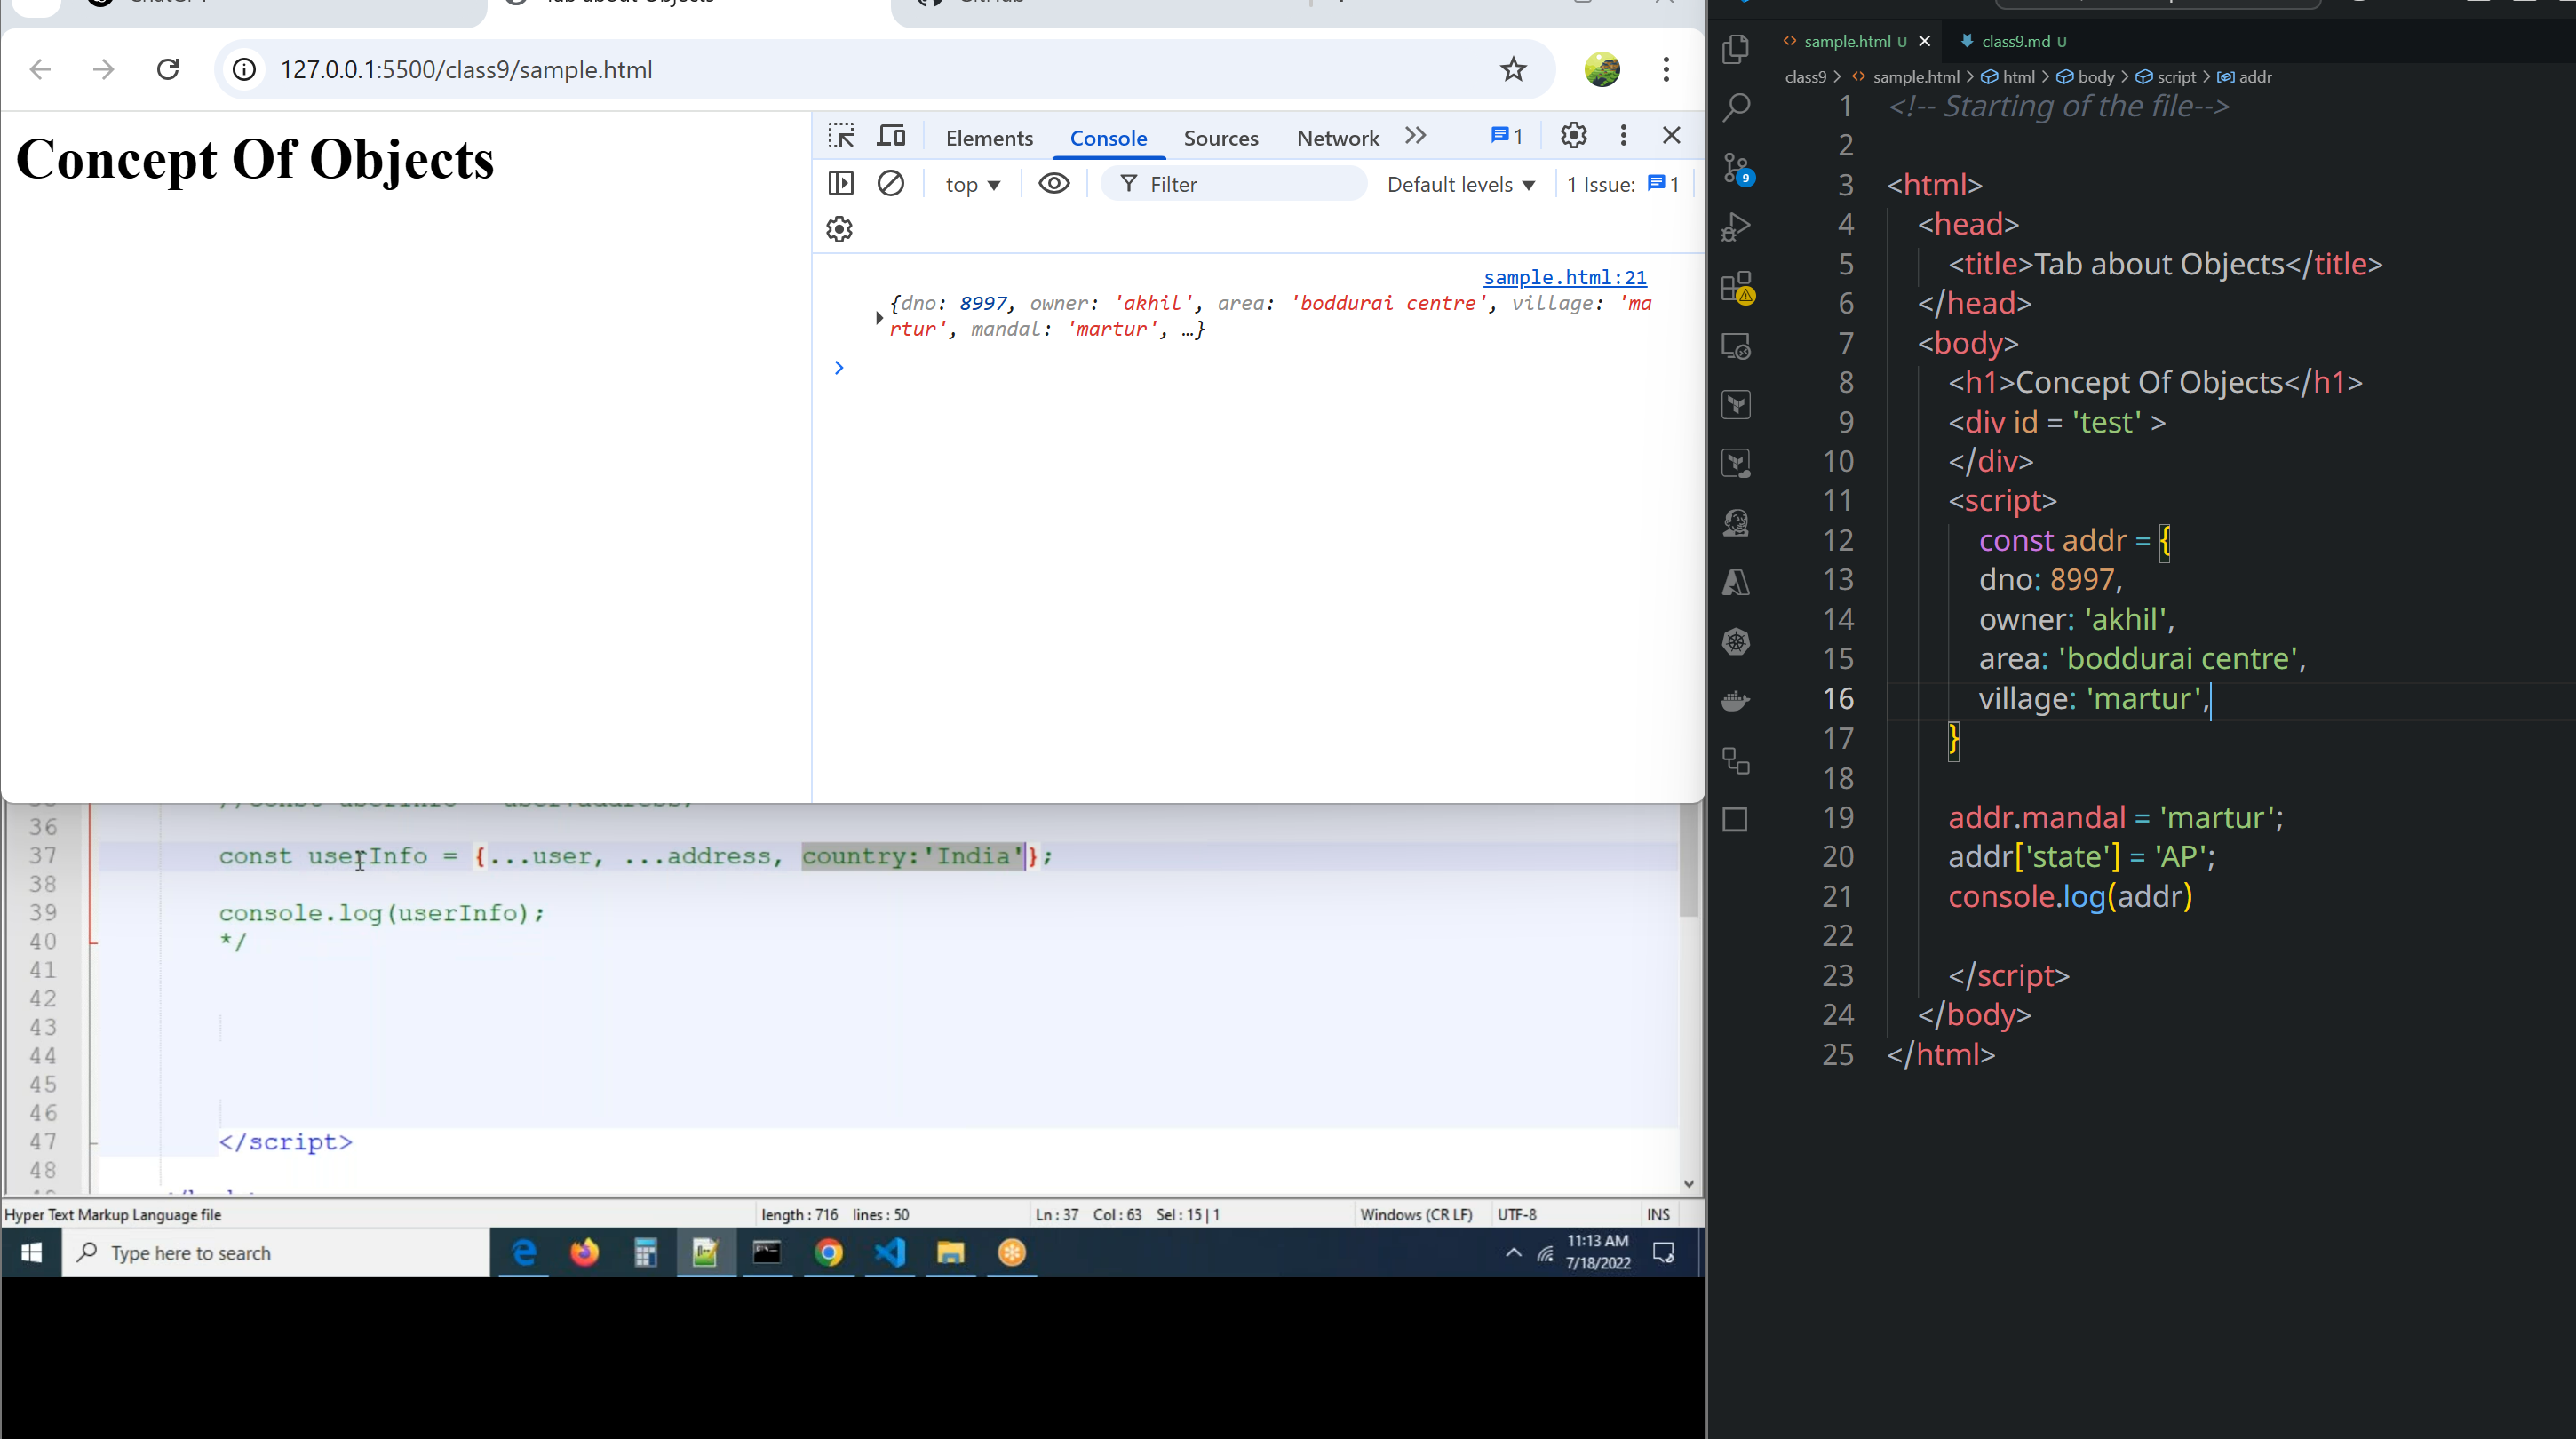 127.0.0.1:5500/class9/sample.html
Concept Of Objects
Elements Console Sources Network 1
top Filter Default levels 1 Issue: 1
sample.html:21
{dno: 8997, owner: 'akhil', area: 'boddurai centre', village: 'ma
rtur', mandal: 'martur', …}
36
37 const userInfo = {...user, ...address, country:'India'};
38
39 console.log(userInfo);
40 */
41
42
43
44
45
46
47 </script>
48
Hyper Text Markup Language file length : 716 lines : 50 Ln : 37 Col : 63 Sel : 15 | 1 Windows (CR LF) UTF-8 INS
Type here to search
11:13 AM
7/18/2022
sample.html U class9.md U
class9 > sample.html > html > body > script > addr
9
1 <!-- Starting of the file-->
2
3 <html>
4 <head>
5 <title>Tab about Objects</title>
6 </head>
7 <body>
8 <h1>Concept Of Objects</h1>
9 <div id = 'test' >
10 </div>
11 <script>
12 const addr = {
13 dno: 8997,
14 owner: 'akhil',
15 area: 'boddurai centre',
16 village: 'martur',
17 }
18
19 addr.mandal = 'martur';
20 addr['state'] = 'AP';
21 console.log(addr)
22
23 </script>
24 </body>
25 </html>